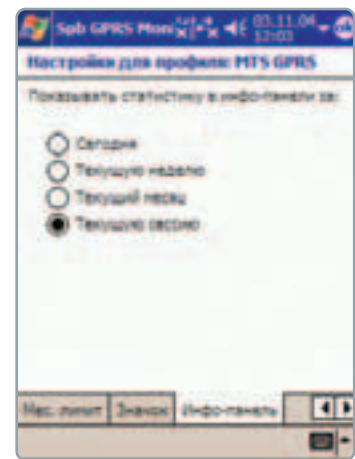 Spb GPRS Moni
03.11.04
12:03
Настройки для профиля: MTS GPRS
Показывать статистику в инфо-панели за:
Сегодня
Текущую неделю
Текущий месяц
Текущую сессию
Мес. лимит Значок Инфо-панель